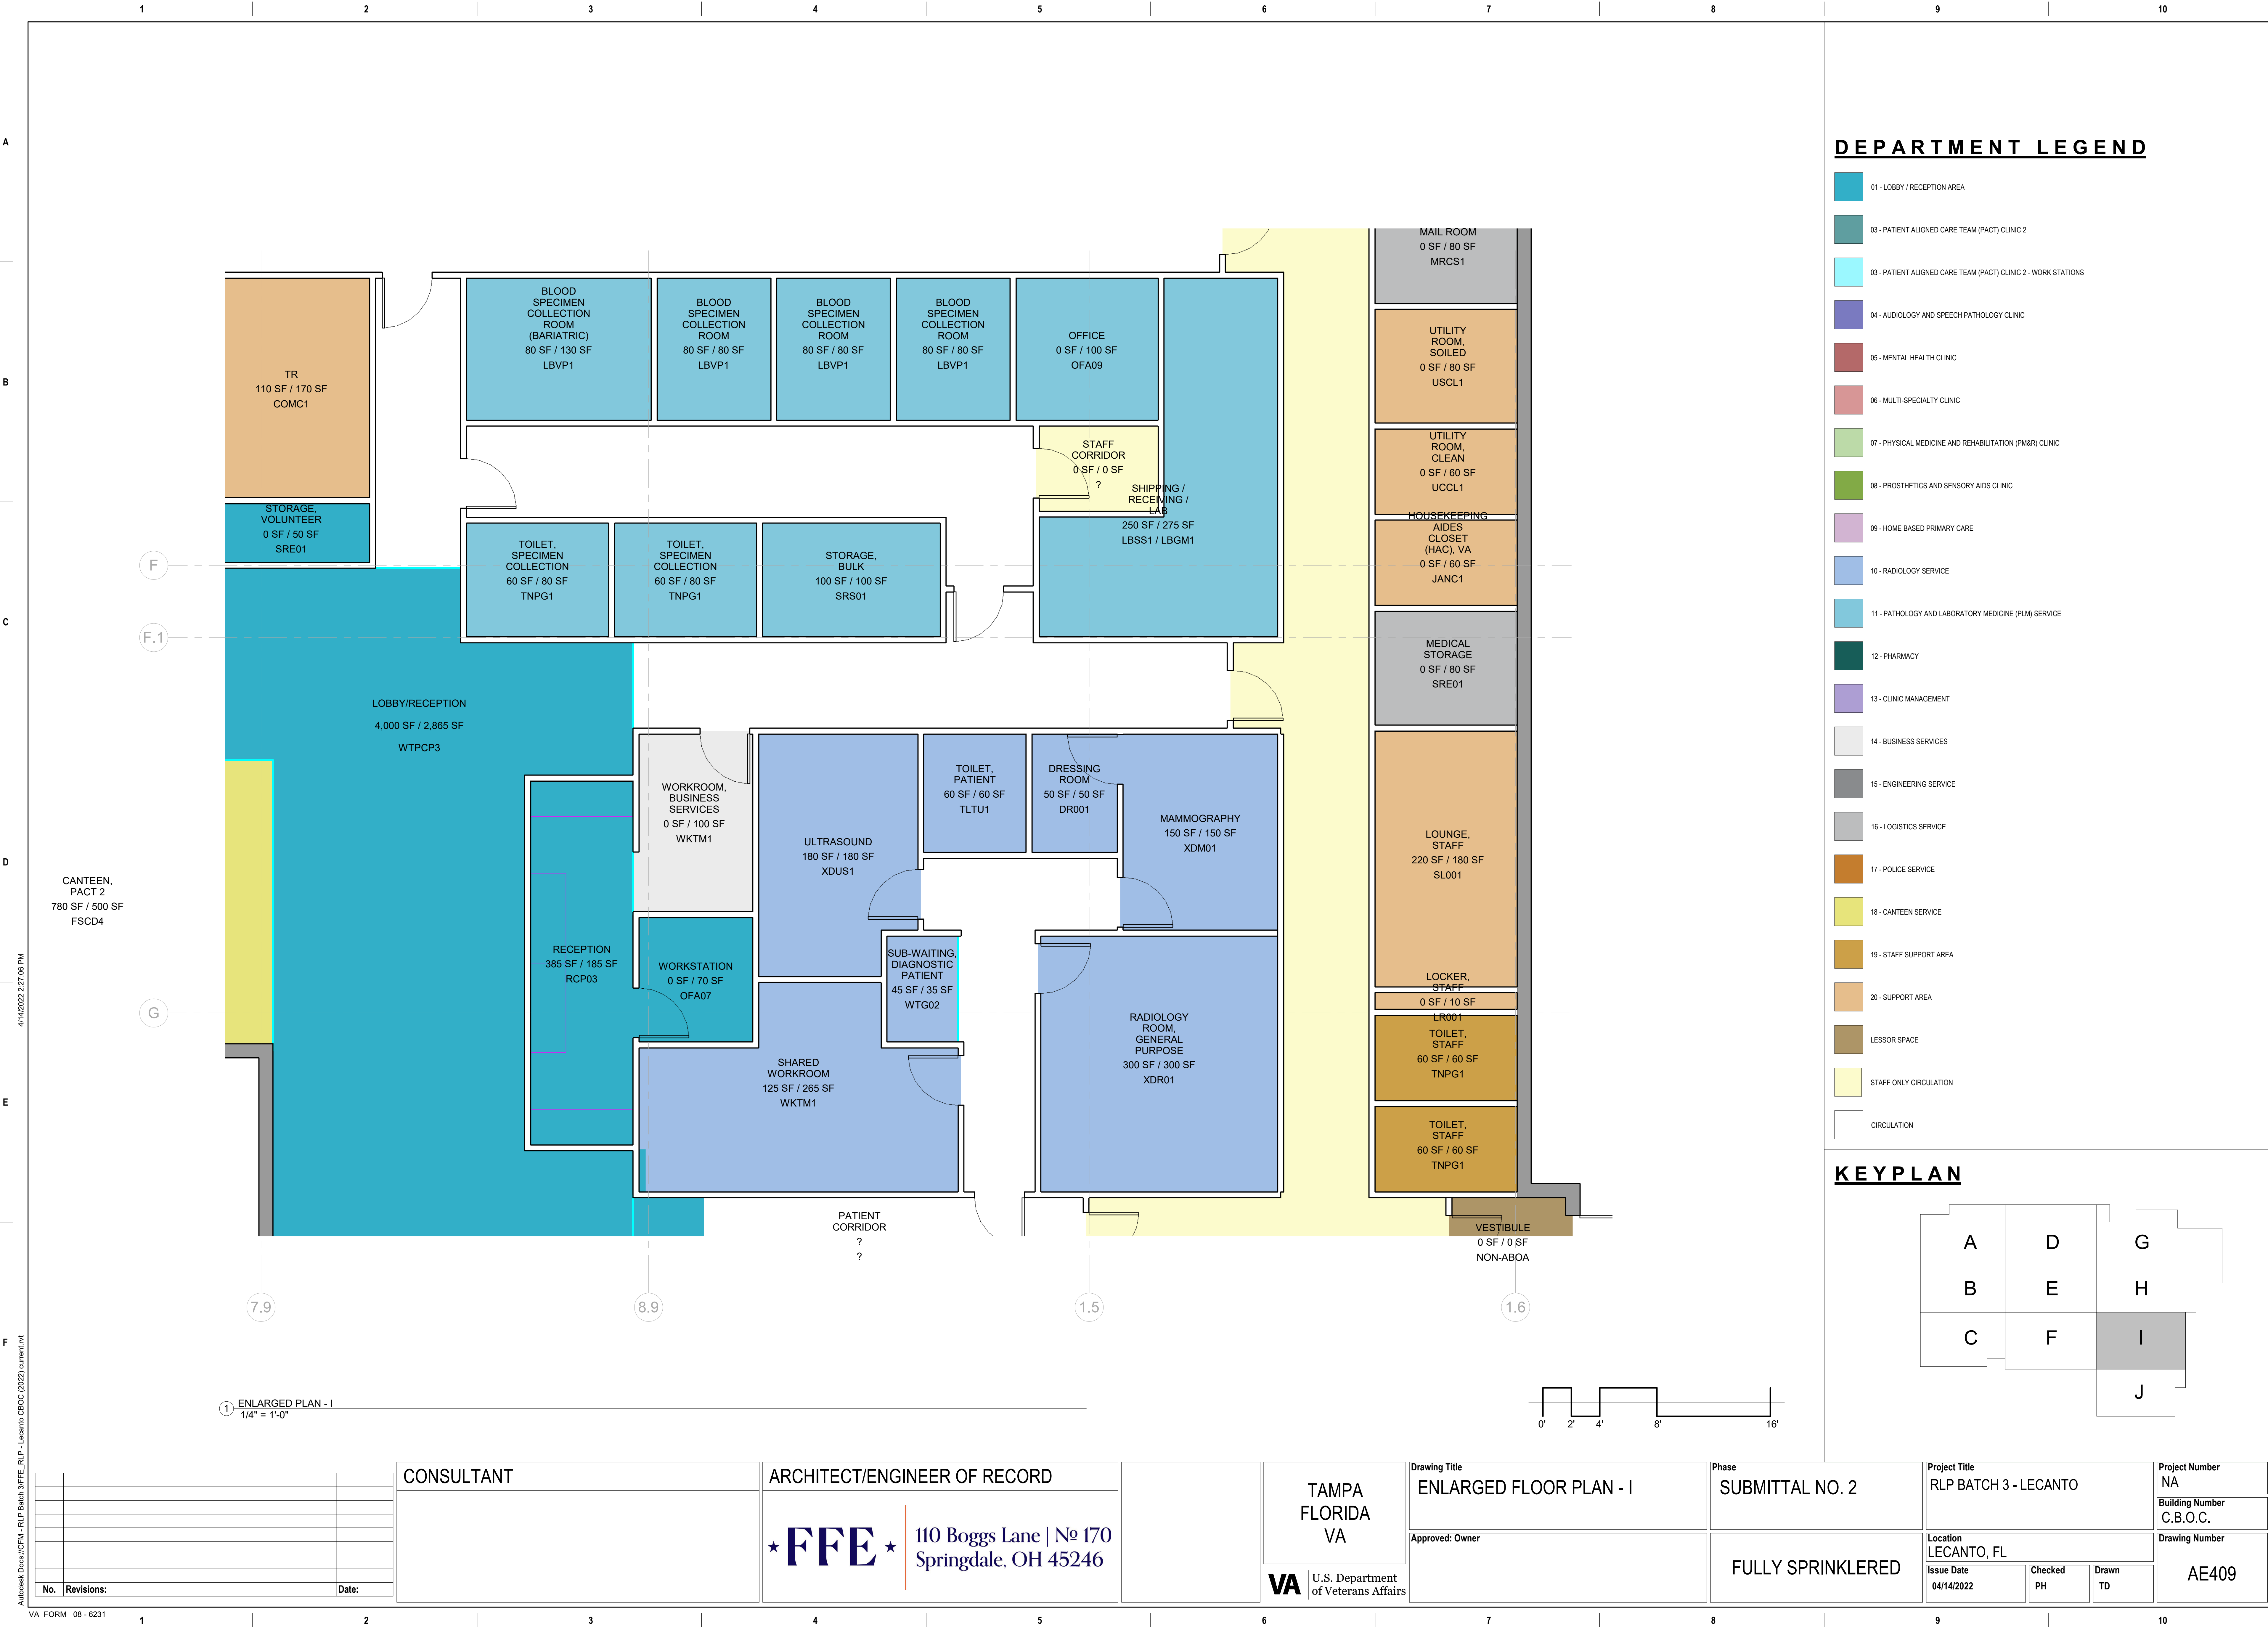 1 2 3 4 5 6 7 8 9 10
A
B
C
D
E
F
DEPARTMENT LEGEND
01 - LOBBY / RECEPTION AREA
03 - PATIENT ALIGNED CARE TEAM (PACT) CLINIC 2
03 - PATIENT ALIGNED CARE TEAM (PACT) CLINIC 2 - WORK STATIONS
04 - AUDIOLOGY AND SPEECH PATHOLOGY CLINIC
05 - MENTAL HEALTH CLINIC
06 - MULTI-SPECIALTY CLINIC
07 - PHYSICAL MEDICINE AND REHABILITATION (PM&R) CLINIC
08 - PROSTHETICS AND SENSORY AIDS CLINIC
09 - HOME BASED PRIMARY CARE
10 - RADIOLOGY SERVICE
11 - PATHOLOGY AND LABORATORY MEDICINE (PLM) SERVICE
12 - PHARMACY
13 - CLINIC MANAGEMENT
14 - BUSINESS SERVICES
15 - ENGINEERING SERVICE
16 - LOGISTICS SERVICE
17 - POLICE SERVICE
18 - CANTEEN SERVICE
19 - STAFF SUPPORT AREA
20 - SUPPORT AREA
LESSOR SPACE
STAFF ONLY CIRCULATION
CIRCULATION
KEYPLAN
A D G
B E H
C F I
J
MAIL ROOM
0 SF / 80 SF
MRCS1
TR
110 SF / 170 SF
COMC1
BLOOD
SPECIMEN
COLLECTION
ROOM
(BARIATRIC)
80 SF / 130 SF
LBVP1
BLOOD
SPECIMEN
COLLECTION
ROOM
80 SF / 80 SF
LBVP1
BLOOD
SPECIMEN
COLLECTION
ROOM
80 SF / 80 SF
LBVP1
BLOOD
SPECIMEN
COLLECTION
ROOM
80 SF / 80 SF
LBVP1
OFFICE
0 SF / 100 SF
OFA09
UTILITY
ROOM,
SOILED
0 SF / 80 SF
USCL1
STAFF
CORRIDOR
0 SF / 0 SF
?
SHIPPING /
RECEIVING /
LAB
250 SF / 275 SF
LBSS1 / LBGM1
UTILITY
ROOM,
CLEAN
0 SF / 60 SF
UCCL1
STORAGE,
VOLUNTEER
0 SF / 50 SF
SRE01
TOILET,
SPECIMEN
COLLECTION
60 SF / 80 SF
TNPG1
TOILET,
SPECIMEN
COLLECTION
60 SF / 80 SF
TNPG1
STORAGE,
BULK
100 SF / 100 SF
SRS01
HOUSEKEEPING
AIDES
CLOSET
(HAC), VA
0 SF / 60 SF
JANC1
F
F.1
MEDICAL
STORAGE
0 SF / 80 SF
SRE01
LOBBY/RECEPTION
4,000 SF / 2,865 SF
WTPCP3
WORKROOM,
BUSINESS
SERVICES
0 SF / 100 SF
WKTM1
ULTRASOUND
180 SF / 180 SF
XDUS1
TOILET,
PATIENT
60 SF / 60 SF
TLTU1
DRESSING
ROOM
50 SF / 50 SF
DR001
MAMMOGRAPHY
150 SF / 150 SF
XDM01
LOUNGE,
STAFF
220 SF / 180 SF
SL001
CANTEEN,
PACT 2
780 SF / 500 SF
FSCD4
RECEPTION
385 SF / 185 SF
RCP03
WORKSTATION
0 SF / 70 SF
OFA07
SUB-WAITING,
DIAGNOSTIC
PATIENT
45 SF / 35 SF
WTG02
LOCKER,
STAFF
0 SF / 10 SF
LR001
G
RADIOLOGY
ROOM,
GENERAL
PURPOSE
300 SF / 300 SF
XDR01
TOILET,
STAFF
60 SF / 60 SF
TNPG1
SHARED
WORKROOM
125 SF / 265 SF
WKTM1
TOILET,
STAFF
60 SF / 60 SF
TNPG1
PATIENT
CORRIDOR
?
?
VESTIBULE
0 SF / 0 SF
NON-ABOA
7.9 8.9 1.5 1.6
1 ENLARGED PLAN - I
1/4" = 1'-0"
0' 2' 4' 8' 16'
4/14/2022 2:27:06 PM
Autodesk Docs://CFM - RLP Batch 3/FFE_RLP - Lecanto CBOC (2022) current.rvt
No. Revisions: Date:
CONSULTANT
ARCHITECT/ENGINEER OF RECORD
FFE
110 Boggs Lane | № 170
Springdale, OH 45246
TAMPA
FLORIDA
VA
VA U.S. Department
of Veterans Affairs
Drawing Title
ENLARGED FLOOR PLAN - I
Approved: Owner
Phase
SUBMITTAL NO. 2
FULLY SPRINKLERED
Project Title
RLP BATCH 3 - LECANTO
Location
LECANTO, FL
Issue Date
04/14/2022
Checked
PH
Drawn
TD
Project Number
NA
Building Number
C.B.O.C.
Drawing Number
AE409
VA FORM 08 - 6231
1 2 3 4 5 6 7 8 9 10